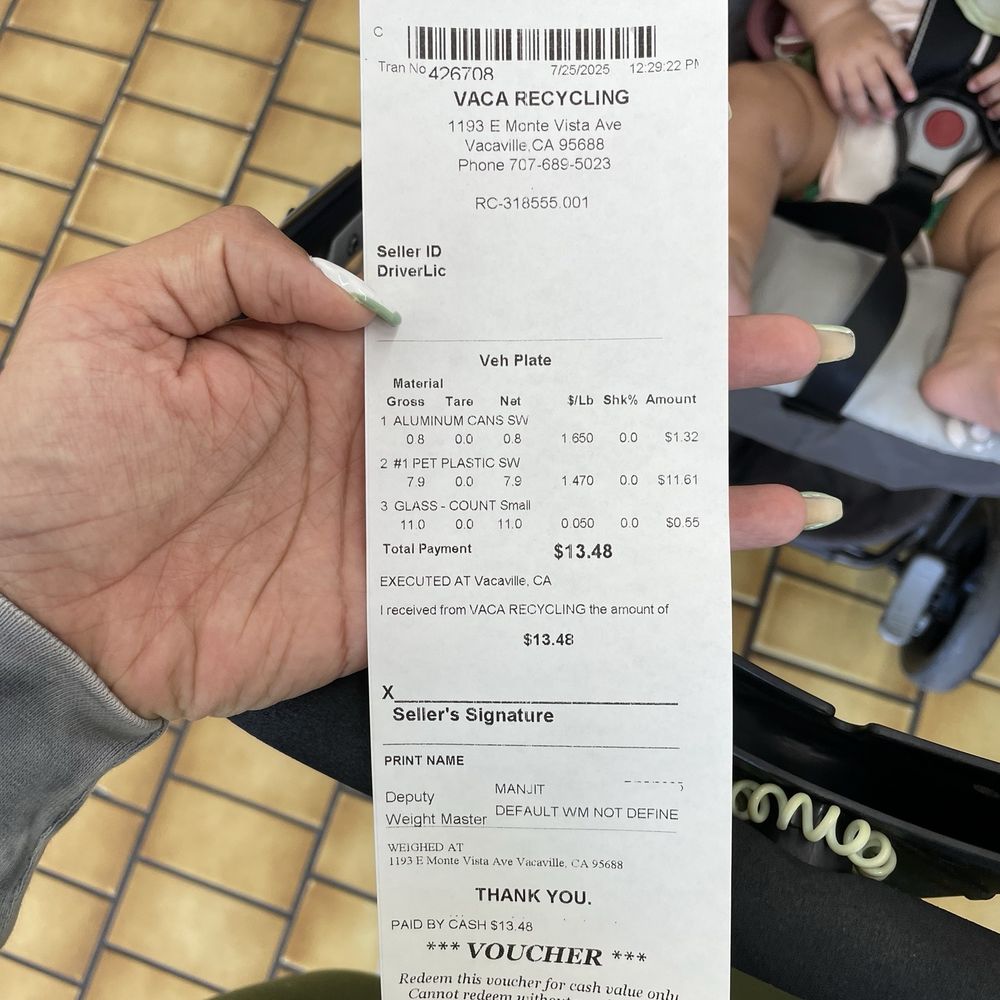 C
Tran No 426708 7/25/2025 12:29:22 PM
VACA RECYCLING
1193 E Monte Vista Ave
Vacaville,CA 95688
Phone 707-689-5023
RC-318555.001
Seller ID
DriverLic
Veh Plate
Material
Gross Tare Net $/Lb Shk% Amount
1 ALUMINUM CANS SW
0.8 0.0 0.8 1.650 0.0 $1.32
2 #1 PET PLASTIC SW
7.9 0.0 7.9 1.470 0.0 $11.61
3 GLASS - COUNT Small
11.0 0.0 11.0 0.050 0.0 $0.55
Total Payment $13.48
EXECUTED AT Vacaville, CA
I received from VACA RECYCLING the amount of
$13.48
X
Seller's Signature
PRINT NAME
Deputy MANJIT
Weight Master DEFAULT WM NOT DEFINE
WEIGHED AT
1193 E Monte Vista Ave Vacaville, CA 95688
THANK YOU.
PAID BY CASH $13.48
*** VOUCHER ***
Redeem this voucher for cash value only
Cannot redeem without